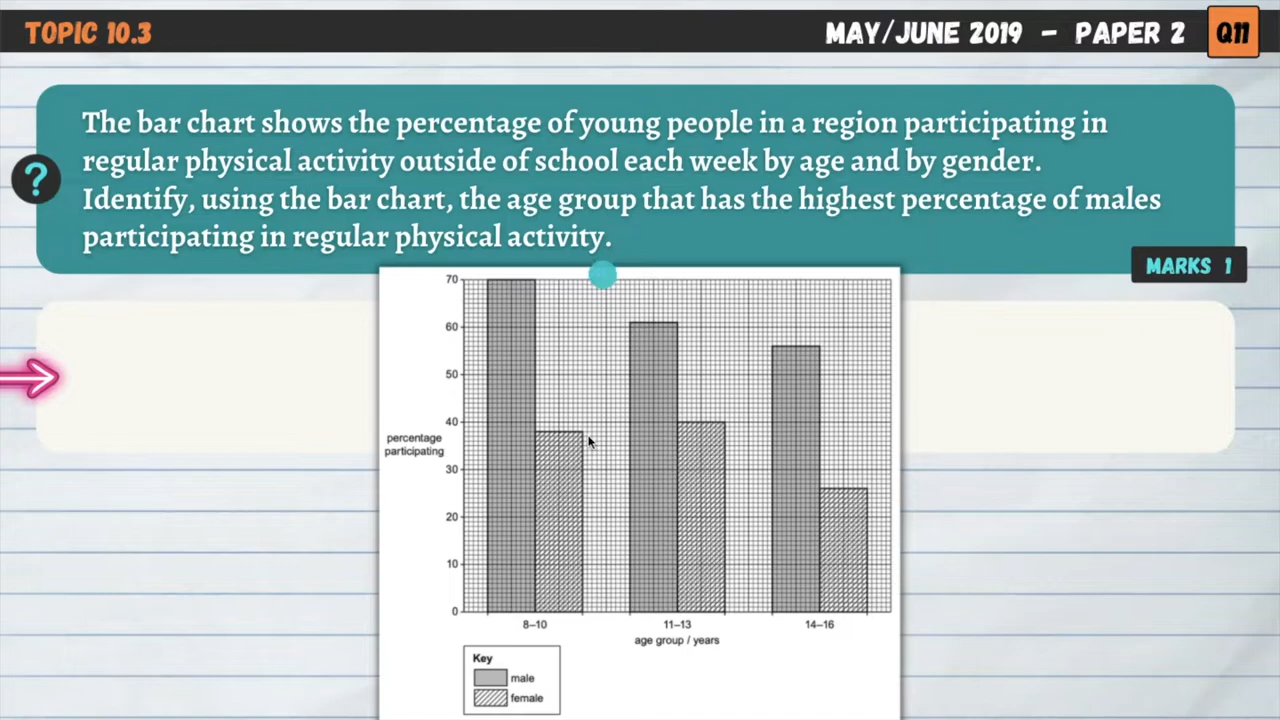 TOPIC 10.3
MAY/JUNE 2019 - PAPER 2 Q11
The bar chart shows the percentage of young people in a region participating in
regular physical activity outside of school each week by age and by gender.
?
Identify, using the bar chart, the age group that has the highest percentage of males
participating in regular physical activity.
MARKS 1
70
60
50
40
percentage
participating
30
20
10
0
8–10 11–13 14–16
age group / years
Key
male
female